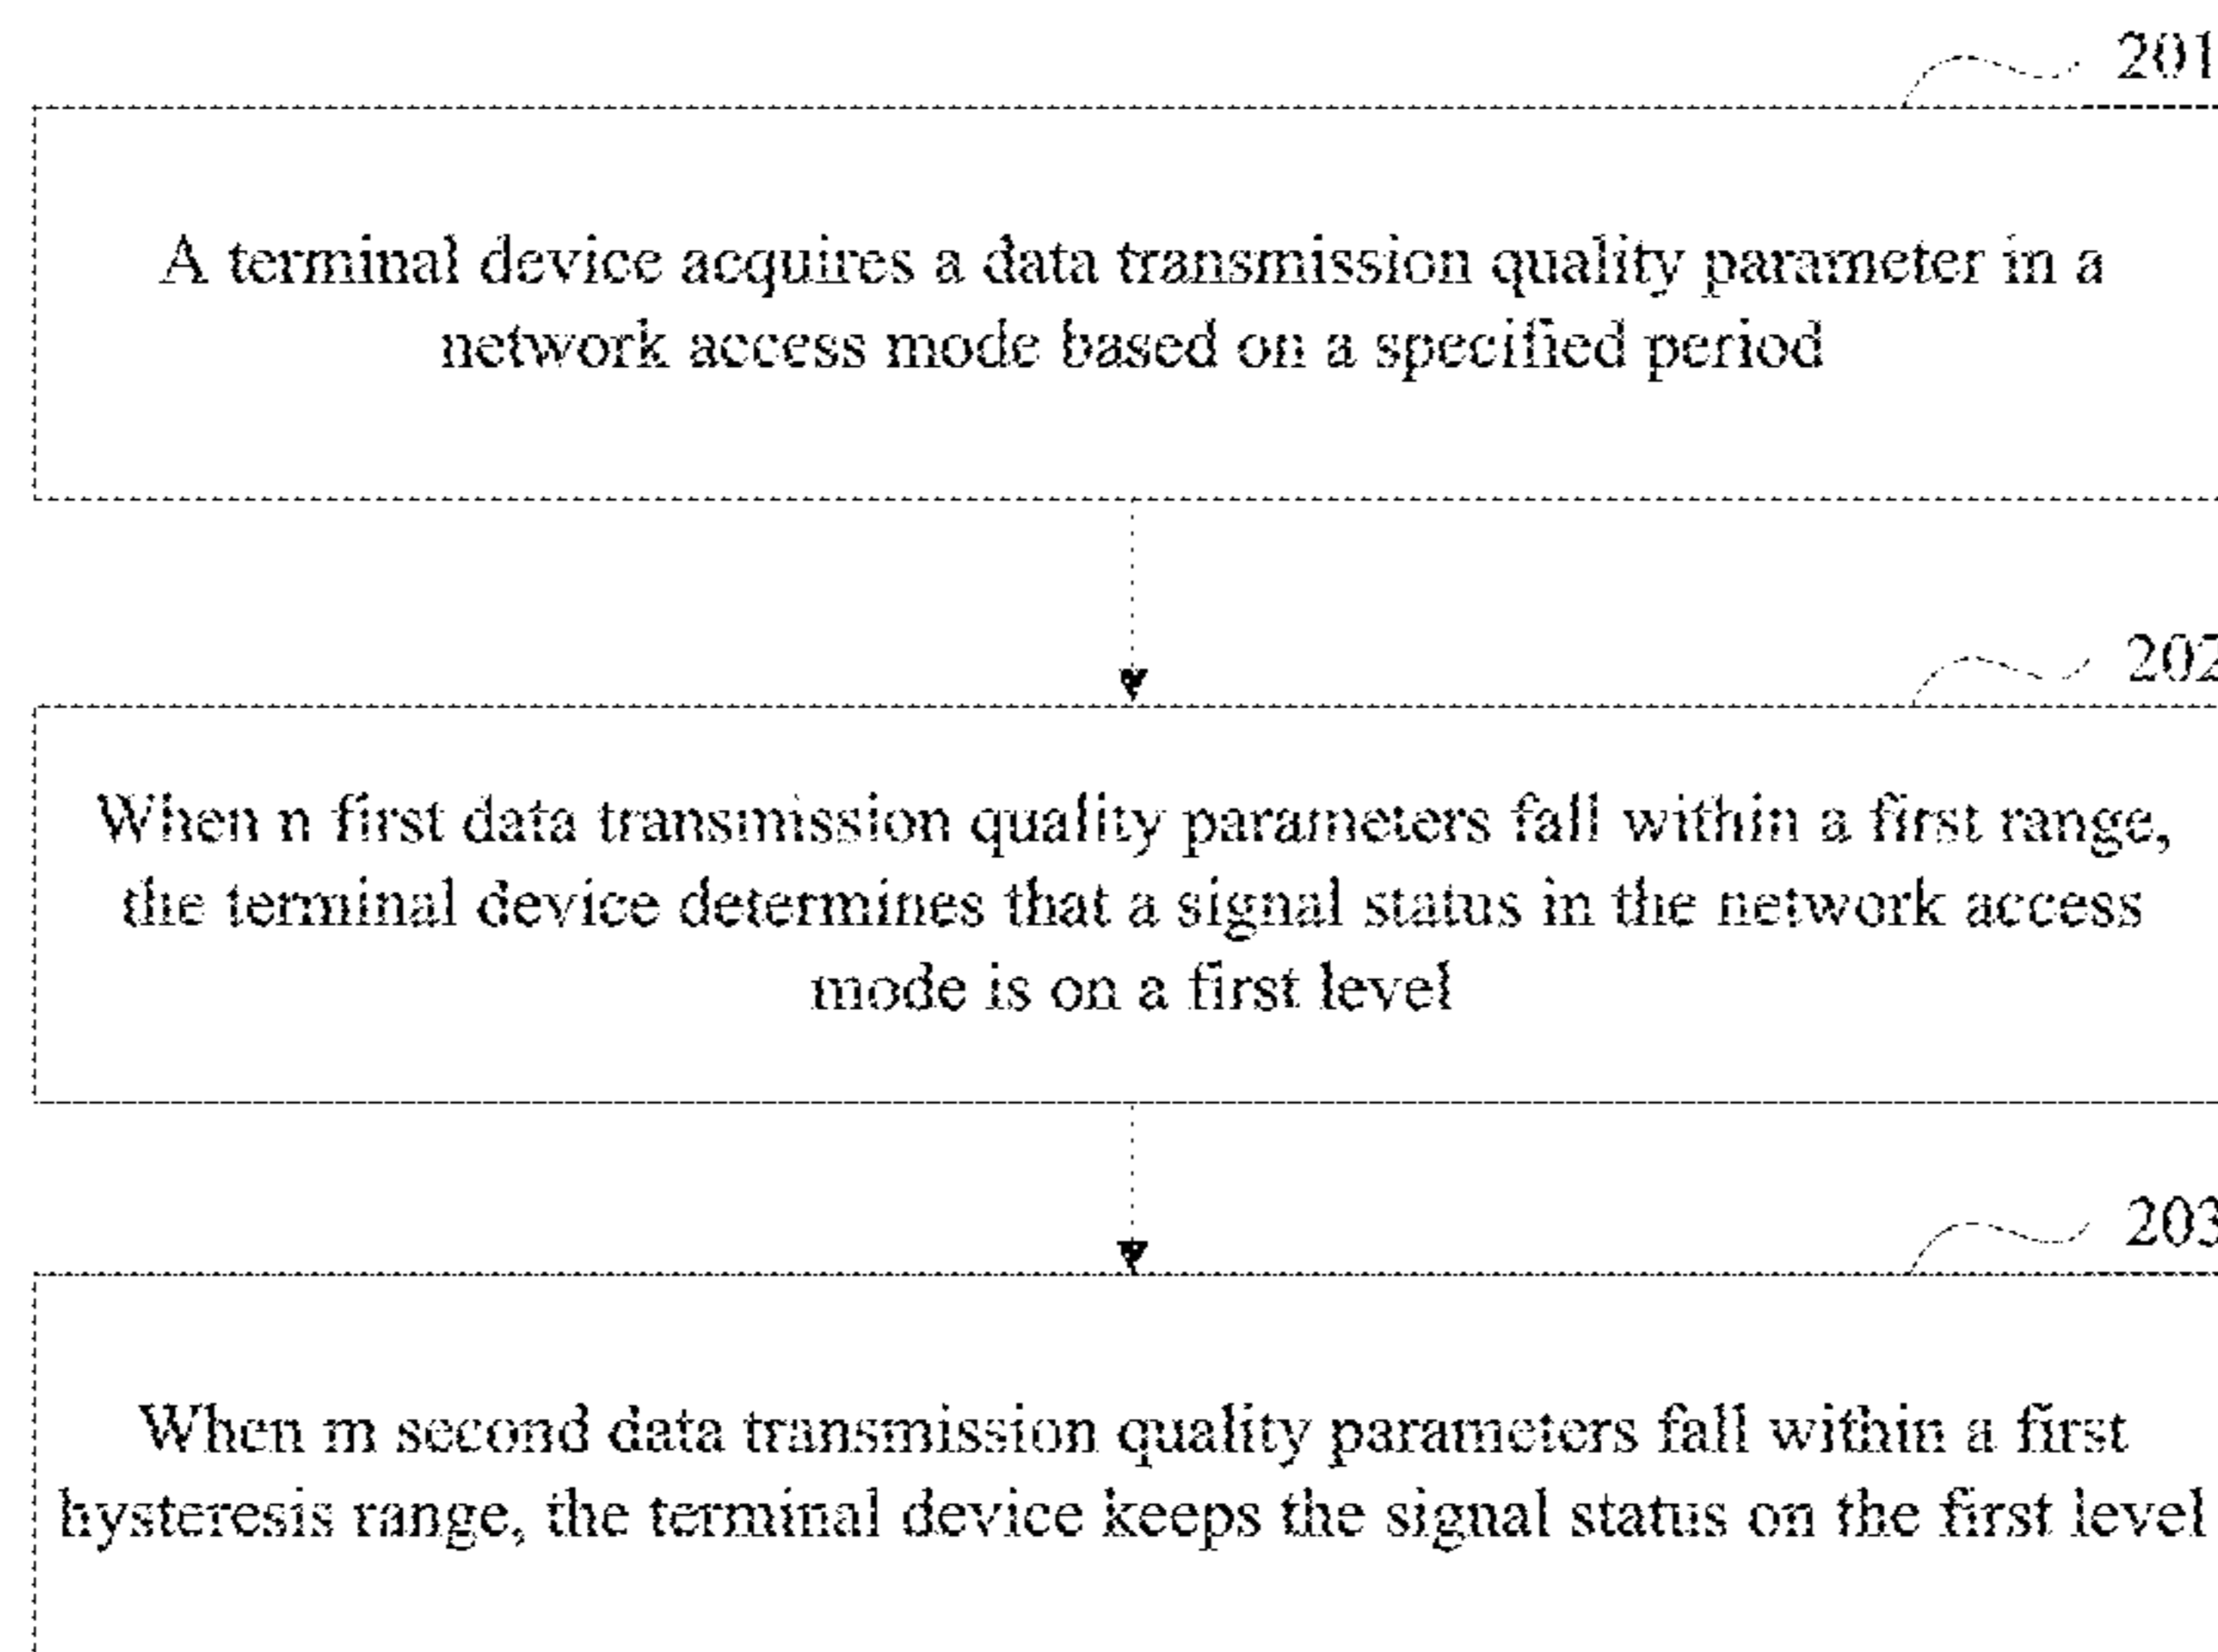 201
A terminal device acquires a data transmission quality parameter in a
network access mode based on a specified period
202
When n first data transmission quality parameters fall within a first range,
the terminal device determines that a signal status in the network access
mode is on a first level
203
When m second data transmission quality parameters fall within a first
hysteresis range, the terminal device keeps the signal status on the first level